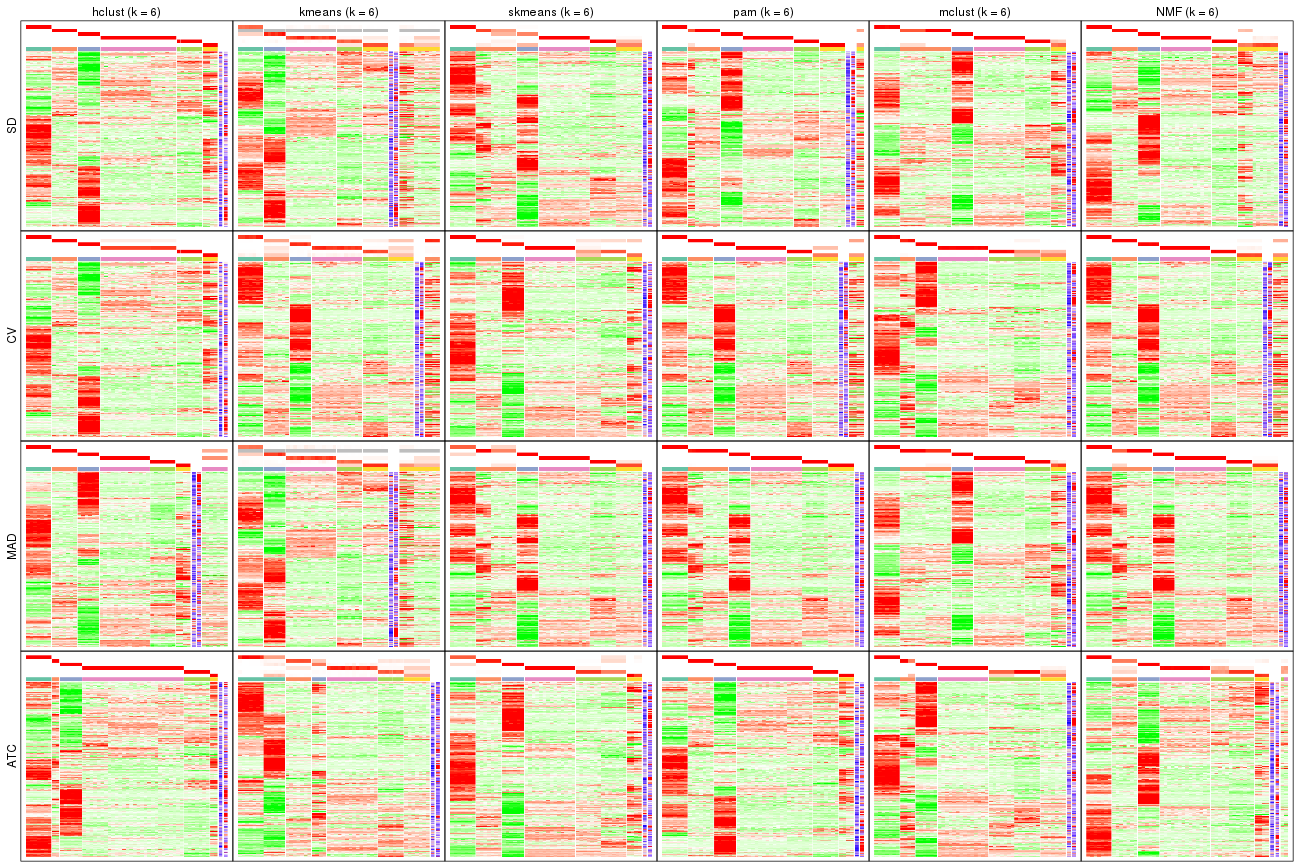 hclust (k = 6) kmeans (k = 6) skmeans (k = 6) pam (k = 6) mclust (k = 6) NMF (k = 6)
SD
CV
MAD
ATC